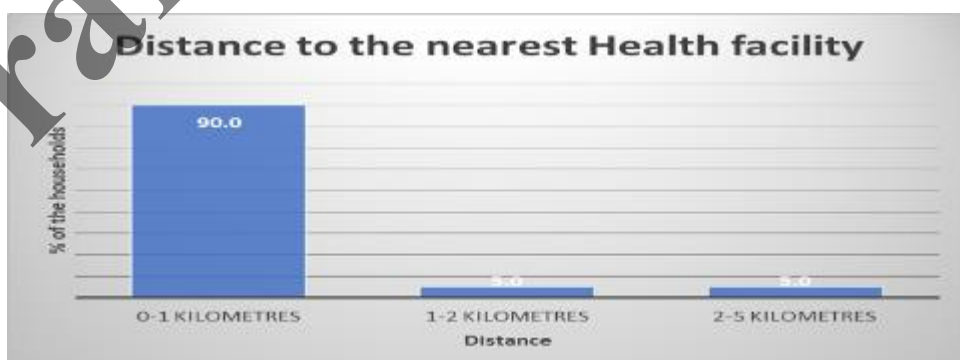 Distance to the nearest Health facility
% of the households
90.0
5.0
5.0
0-1 KILOMETRES
1-2 KILOMETRES
2-5 KILOMETRES
Distance